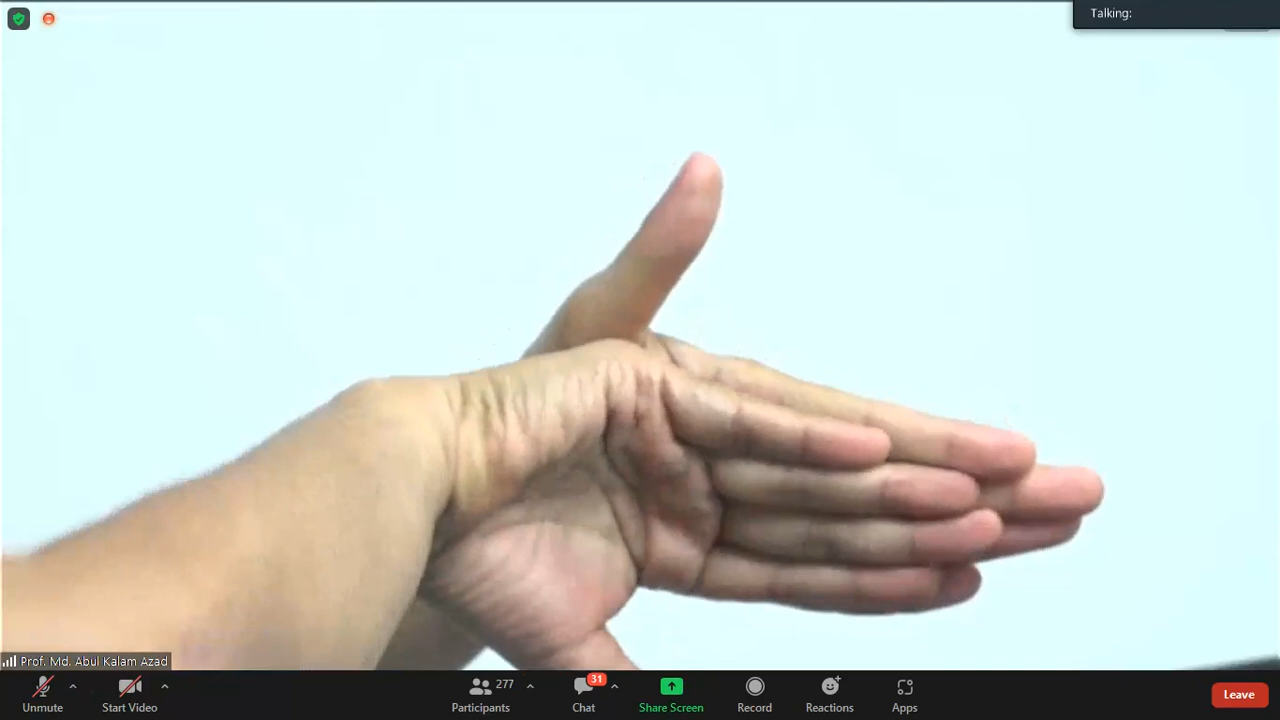 Talking:
Prof. Md. Abul Kalam Azad
277
31
Unmute
Start Video
Participants
Chat
Share Screen
Record
Reactions
Apps
Leave